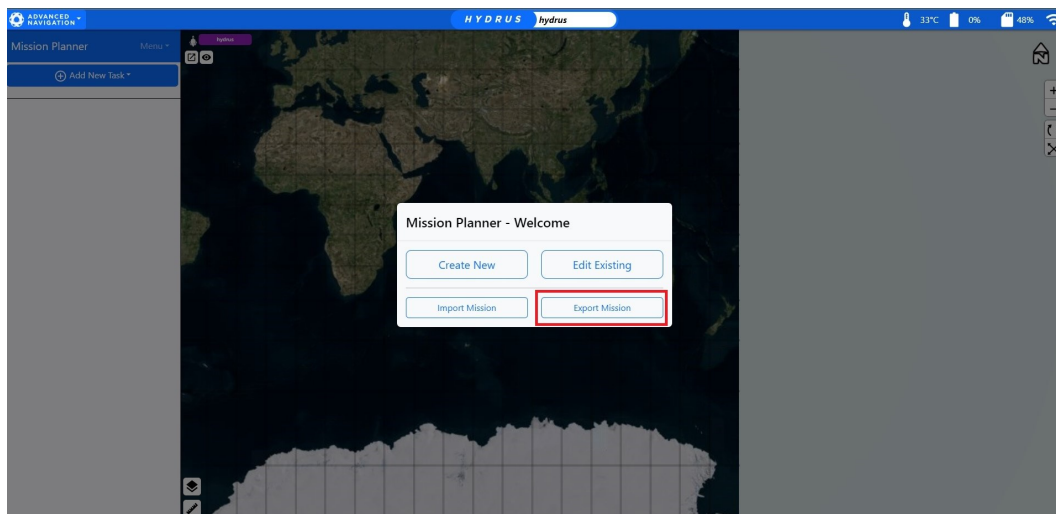 ADVANCED
NAVIGATION
HYDRUS hydrus
33°C 0% 48%
Mission Planner Menu
hydrus
Add New Task
Mission Planner - Welcome
Create New Edit Existing
Import Mission Export Mission